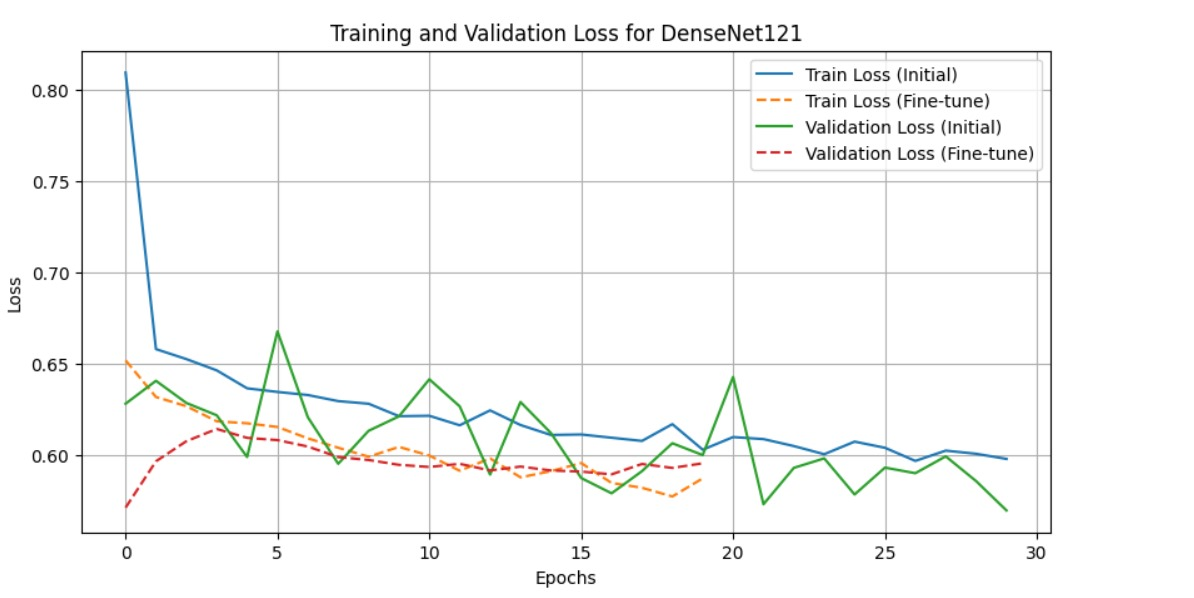 Training and Validation Loss for DenseNet121
Train Loss (Initial)
Train Loss (Fine-tune)
Validation Loss (Initial)
Validation Loss (Fine-tune)
0.80
0.75
0.70
0.65
0.60
Loss
0 5 10 15 20 25 30
Epochs